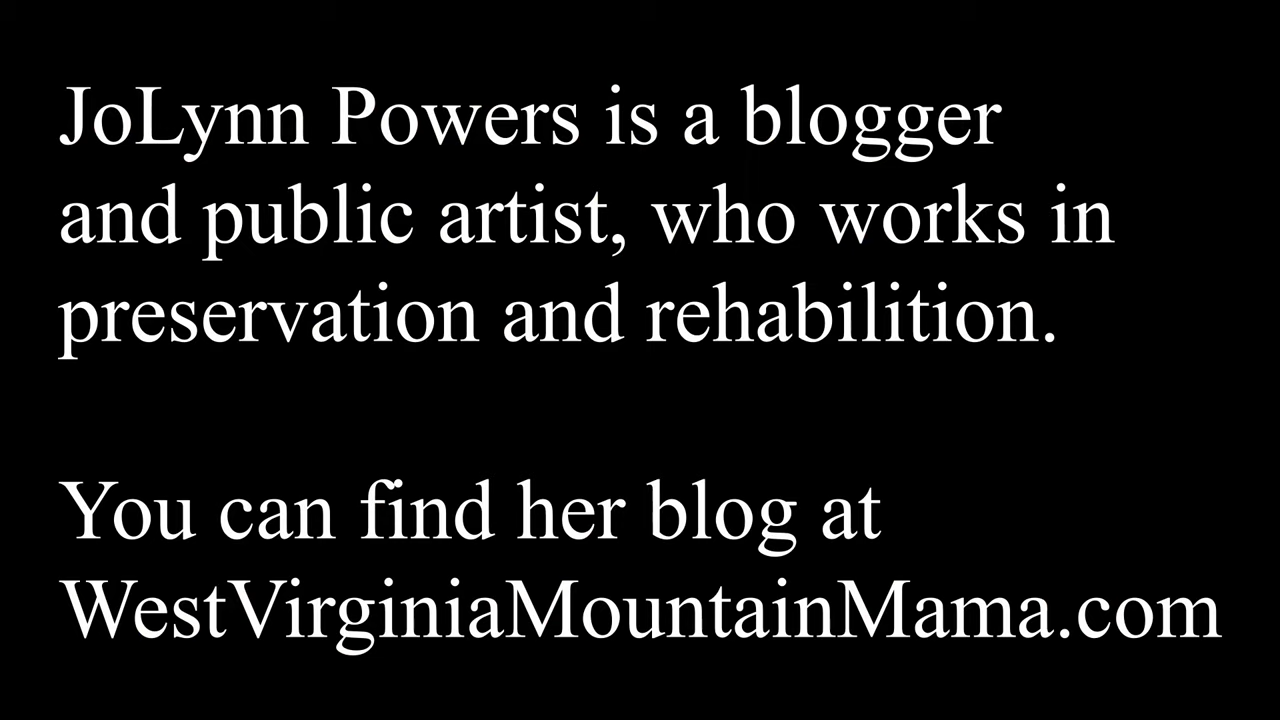 JoLynn Powers is a blogger
and public artist, who works in
preservation and rehabilition.
You can find her blog at
WestVirginiaMountainMama.com